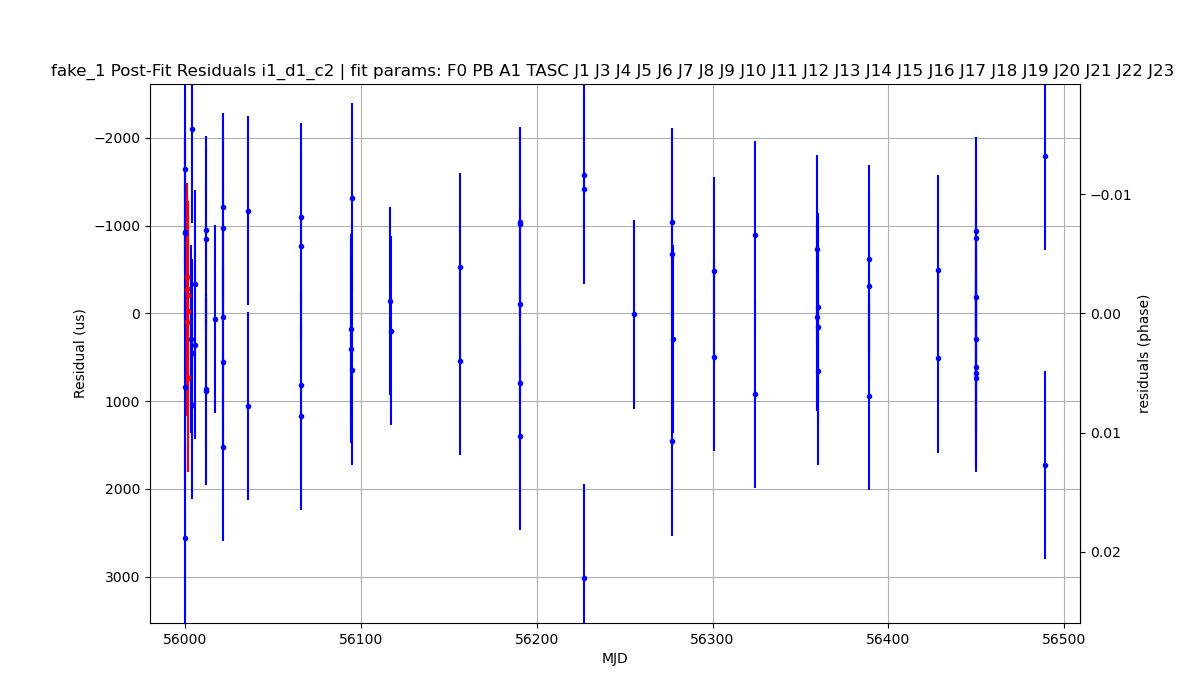 fake_1 Post-Fit Residuals i1_d1_c2 | fit params: F0 PB A1 TASC J1 J3 J4 J5 J6 J7 J8 J9 J10 J11 J12 J13 J14 J15 J16 J17 J18 J19 J20 J21 J22 J23
−2000
−1000
0
1000
2000
3000
Residual (us)
−0.01
0.00
0.01
0.02
residuals (phase)
56000 56100 56200 56300 56400 56500
MJD